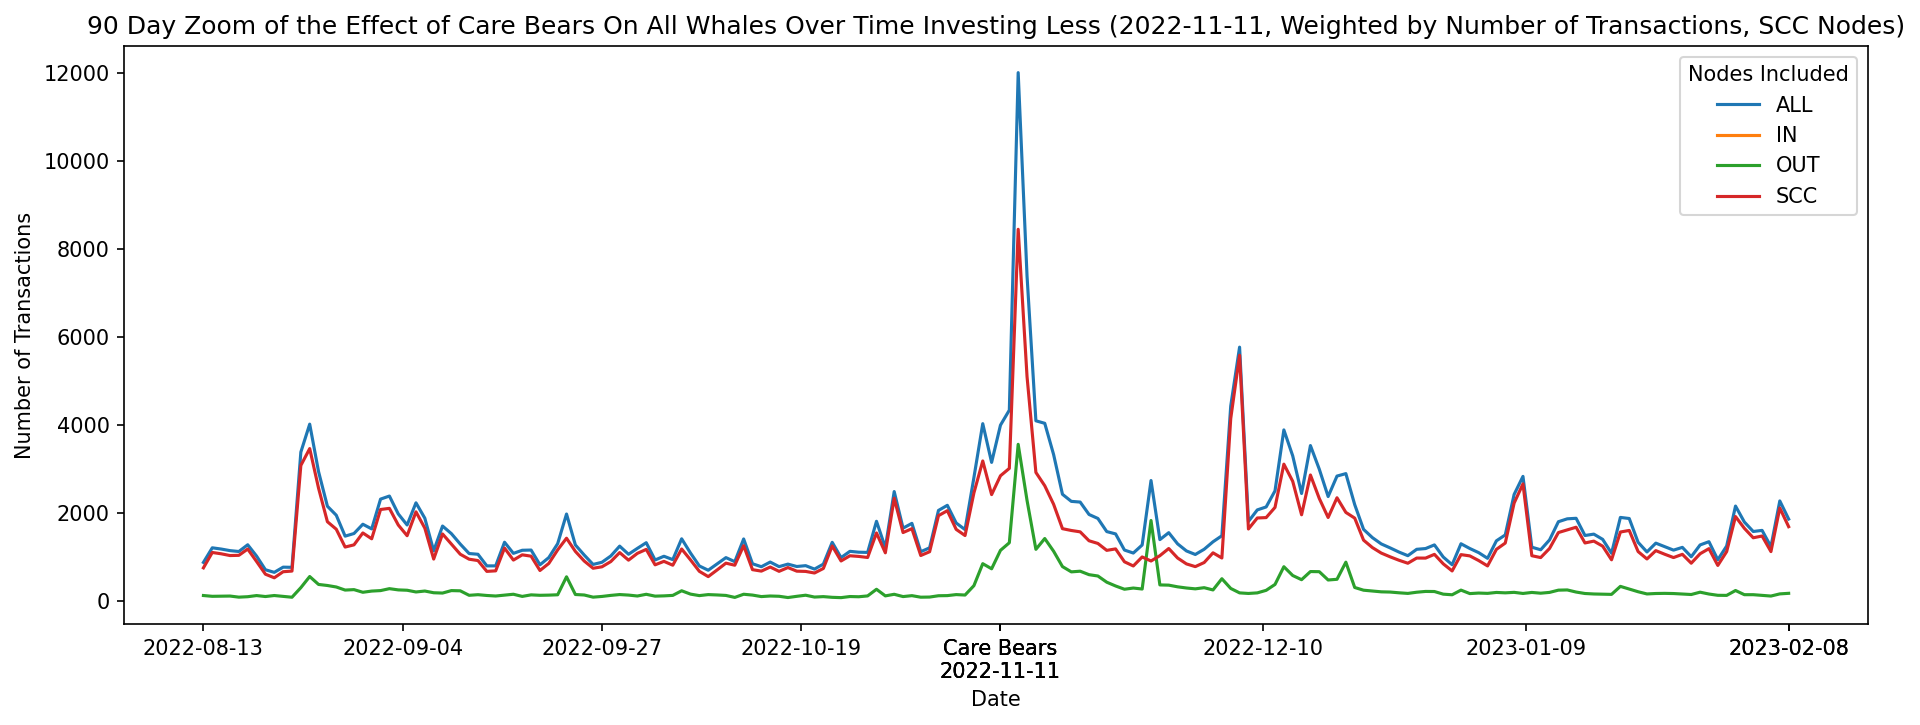 90 Day Zoom of the Effect of Care Bears On All Whales Over Time Investing Less (2022-11-11, Weighted by Number of Transactions, SCC Nodes)
Nodes Included
ALL
IN
OUT
SCC
Number of Transactions
12000
10000
8000
6000
4000
2000
0
2022-08-13
2022-09-04
2022-09-27
2022-10-19
Care Bears
2022-11-11
2022-12-10
2023-01-09
2023-02-08
Date